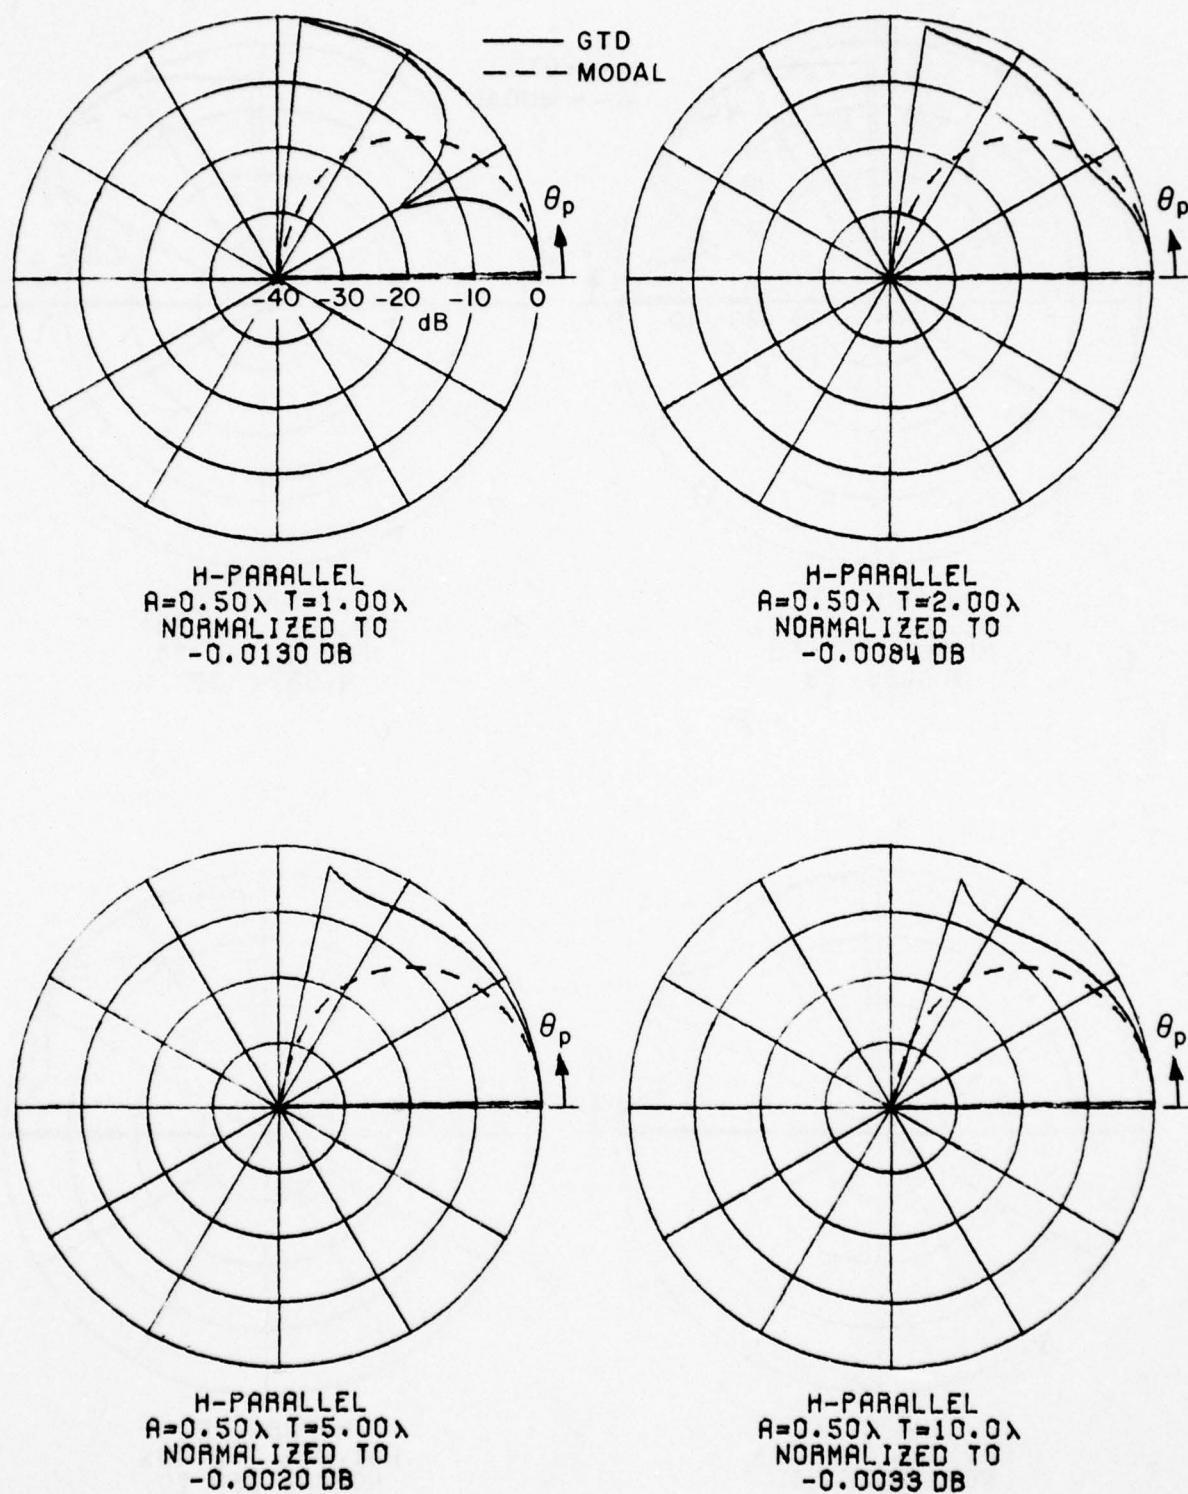 GTD
MODAL
θp
θp
-40 -30 -20 -10 0
dB
H-PARALLEL
A=0.50λ T=1.00λ
NORMALIZED TO
-0.0130 DB
H-PARALLEL
A=0.50λ T=2.00λ
NORMALIZED TO
-0.0084 DB
θp
θp
H-PARALLEL
A=0.50λ T=5.00λ
NORMALIZED TO
-0.0020 DB
H-PARALLEL
A=0.50λ T=10.0λ
NORMALIZED TO
-0.0033 DB